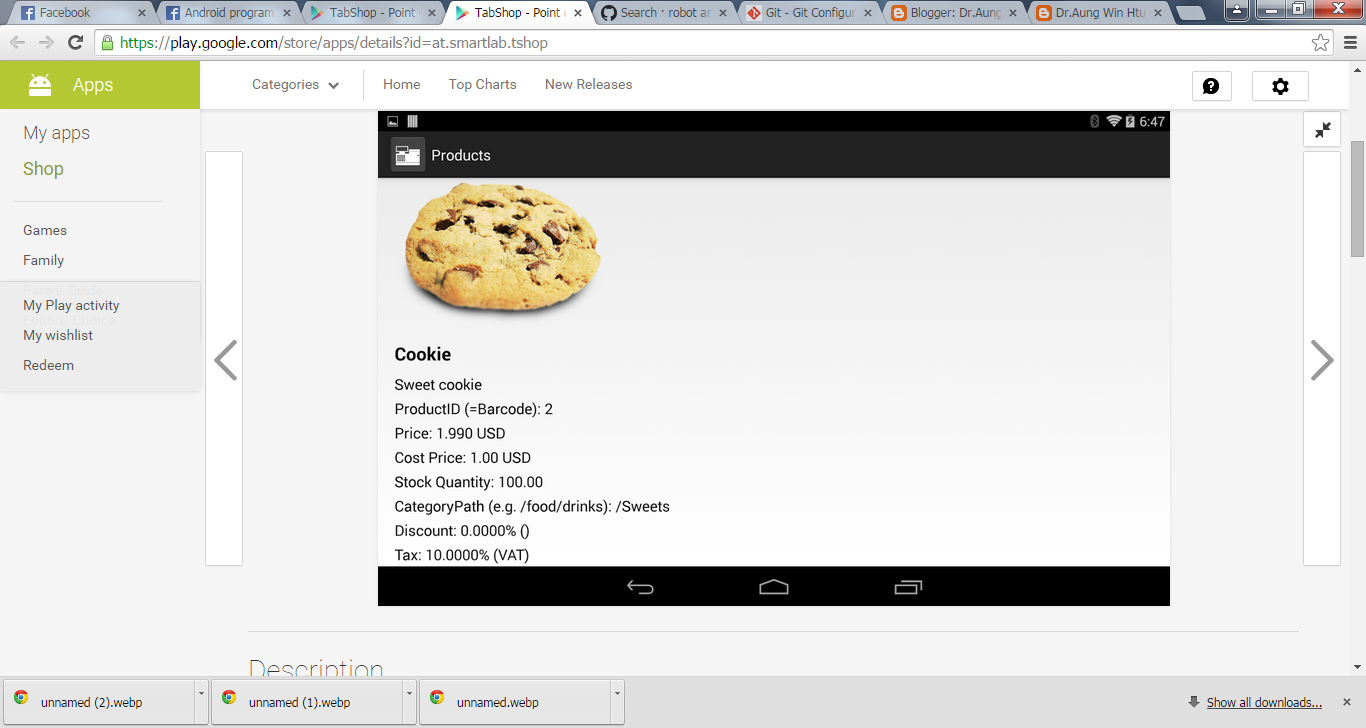 Facebook
Android program
TabShop - Point
TabShop - Point
Search · robot ar
Git - Git Configur
Blogger: Dr.Aung
Dr.Aung Win Htu
https://play.google.com/store/apps/details?id=at.smartlab.tshop
Apps
Categories
Home
Top Charts
New Releases
My apps
Shop
Games
Family
Parent Guide
My Play activity
My wishlist
Redeem
6:47
Products
Cookie
Sweet cookie
ProductID (=Barcode): 2
Price: 1.990 USD
Cost Price: 1.00 USD
Stock Quantity: 100.00
CategoryPath (e.g. /food/drinks): /Sweets
Discount: 0.0000% ()
Tax: 10.0000% (VAT)
Description
unnamed (2).webp
unnamed (1).webp
unnamed.webp
Show all downloads...